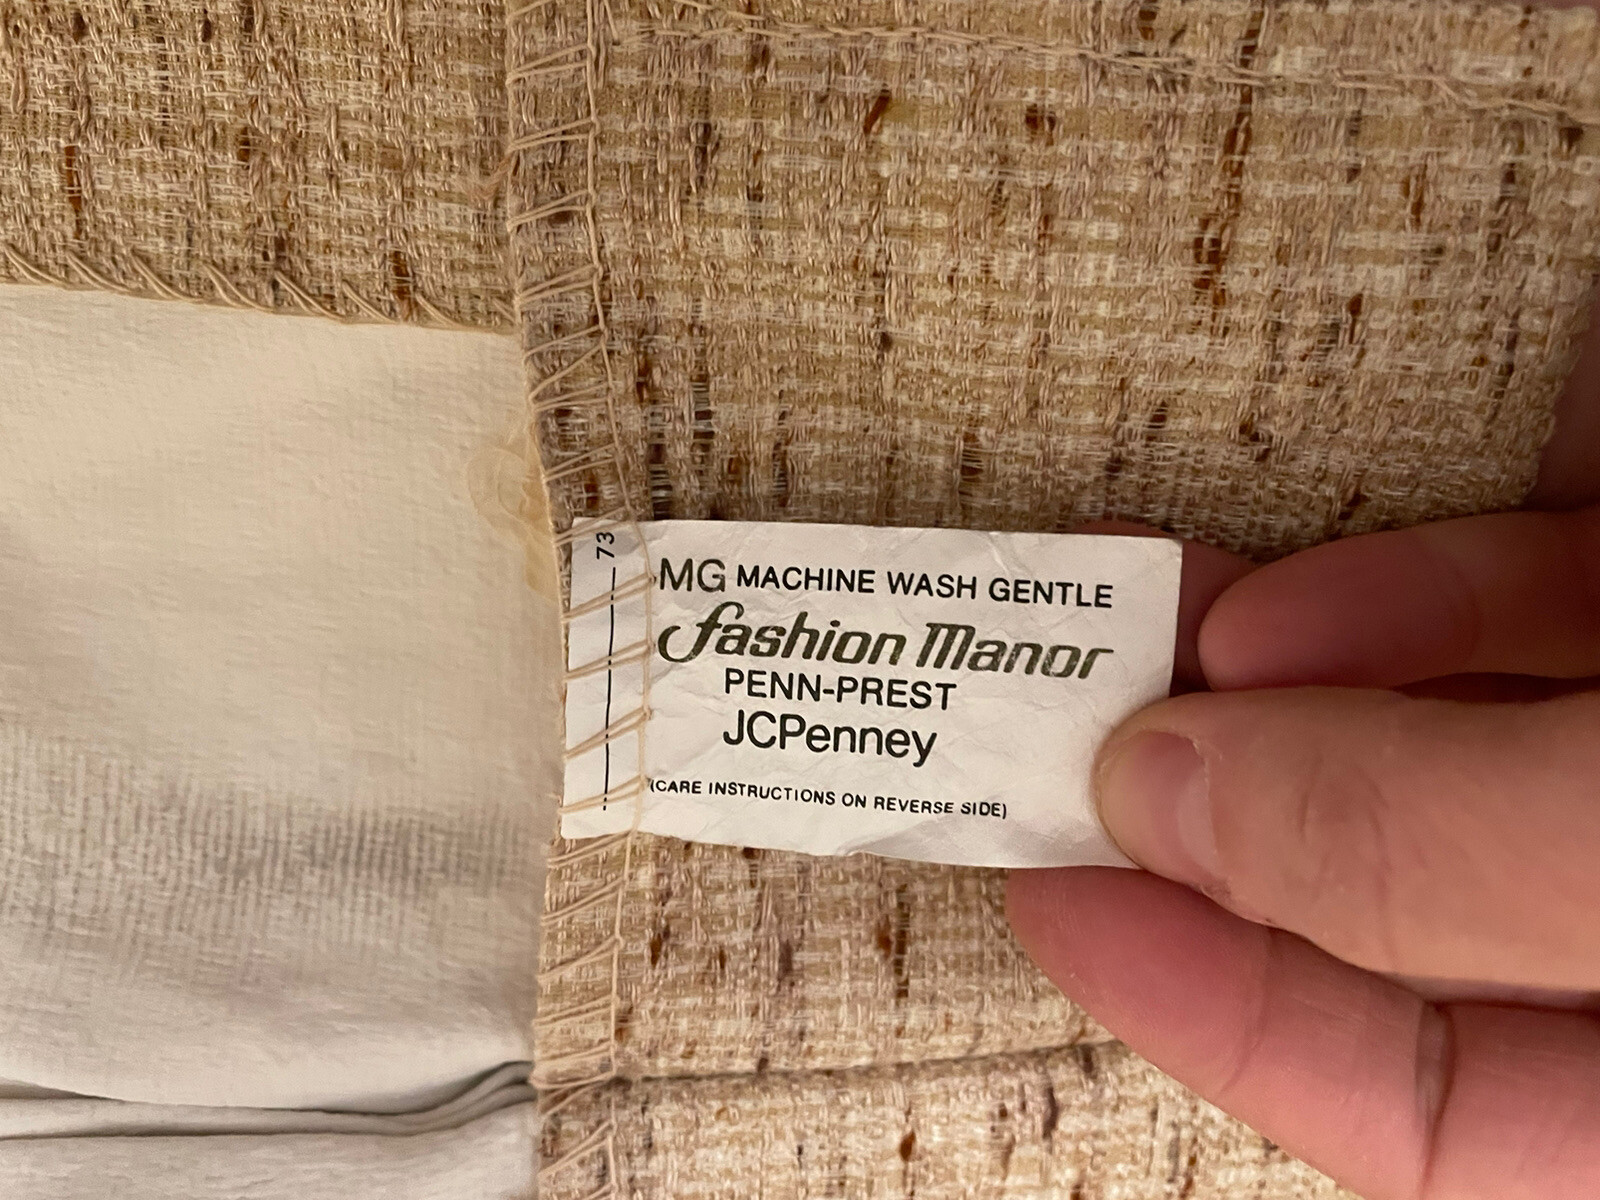 73
MG MACHINE WASH GENTLE
fashion Manor
PENN-PREST
JCPenney
(CARE INSTRUCTIONS ON REVERSE SIDE)